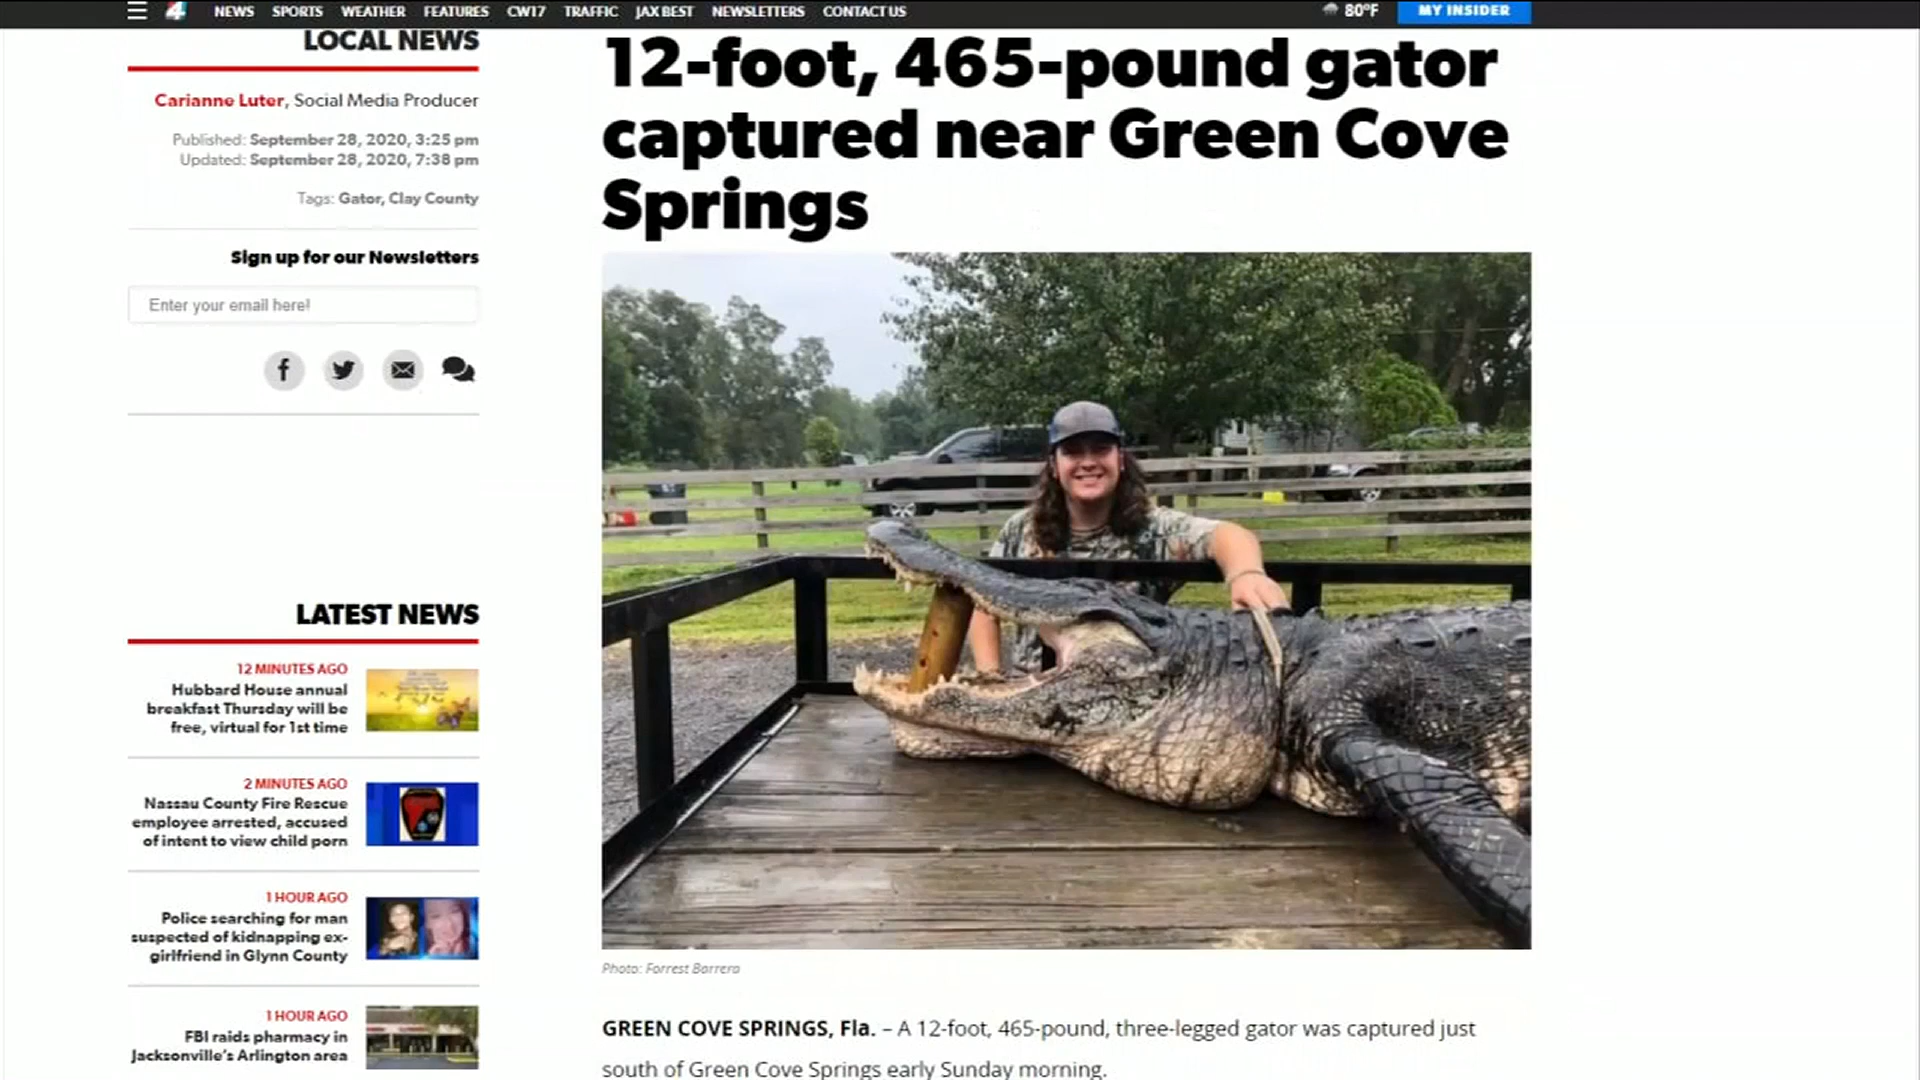 4 NEWS SPORTS WEATHER FEATURES CW17 TRAFFIC JAX BEST NEWSLETTERS CONTACT US 80°F MY INSIDER
LOCAL NEWS
Carianne Luter, Social Media Producer
Published: September 28, 2020, 3:25 pm
Updated: September 28, 2020, 7:38 pm
Tags: Gator, Clay County
Sign up for our Newsletters
Enter your email here!
LATEST NEWS
12 MINUTES AGO
Hubbard House annual
breakfast Thursday will be
free, virtual for 1st time
2 MINUTES AGO
Nassau County Fire Rescue
employee arrested, accused
of intent to view child porn
1 HOUR AGO
Police searching for man
suspected of kidnapping ex-
girlfriend in Glynn County
1 HOUR AGO
FBI raids pharmacy in
Jacksonville's Arlington area
12-foot, 465-pound gator
captured near Green Cove
Springs
Photo: Forrest Barrera
GREEN COVE SPRINGS, Fla. – A 12-foot, 465-pound, three-legged gator was captured just
south of Green Cove Springs early Sunday morning.